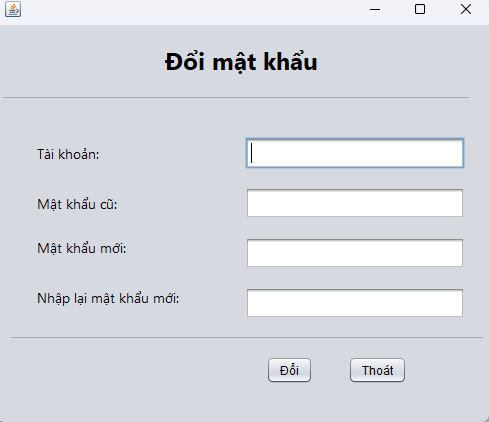 Đổi mật khẩu
Tài khoản:
Mật khẩu cũ:
Mật khẩu mới:
Nhập lại mật khẩu mới:
Đổi Thoát